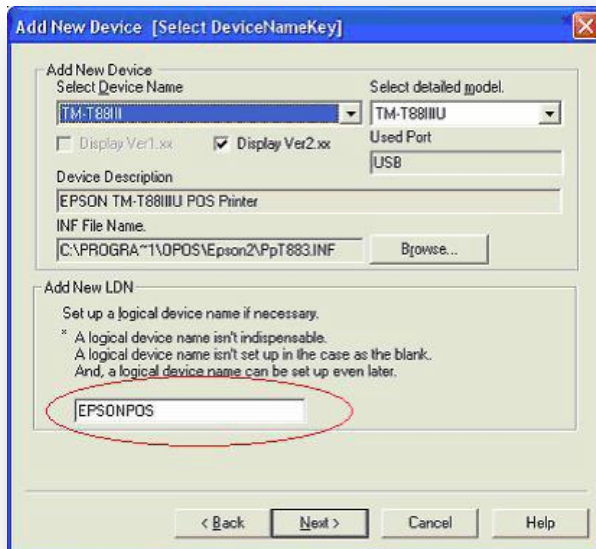 Add New Device [Select DeviceNameKey]
Add New Device
Select Device Name
Select detailed model.
TM-T88III
TM-T88IIIU
Display Ver1.xx
Display Ver2.xx
Used Port
USB
Device Description
EPSON TM-T88IIIU POS Printer
INF File Name.
C:\PROGRA~1\OPOS\Epson2\PpT883.INF
Browse...
Add New LDN
Set up a logical device name if necessary.
* A logical device name isn't indispensable.
A logical device name isn't set up in the case as the blank.
And, a logical device name can be set up even later.
EPSONPOS
< Back
Next >
Cancel
Help